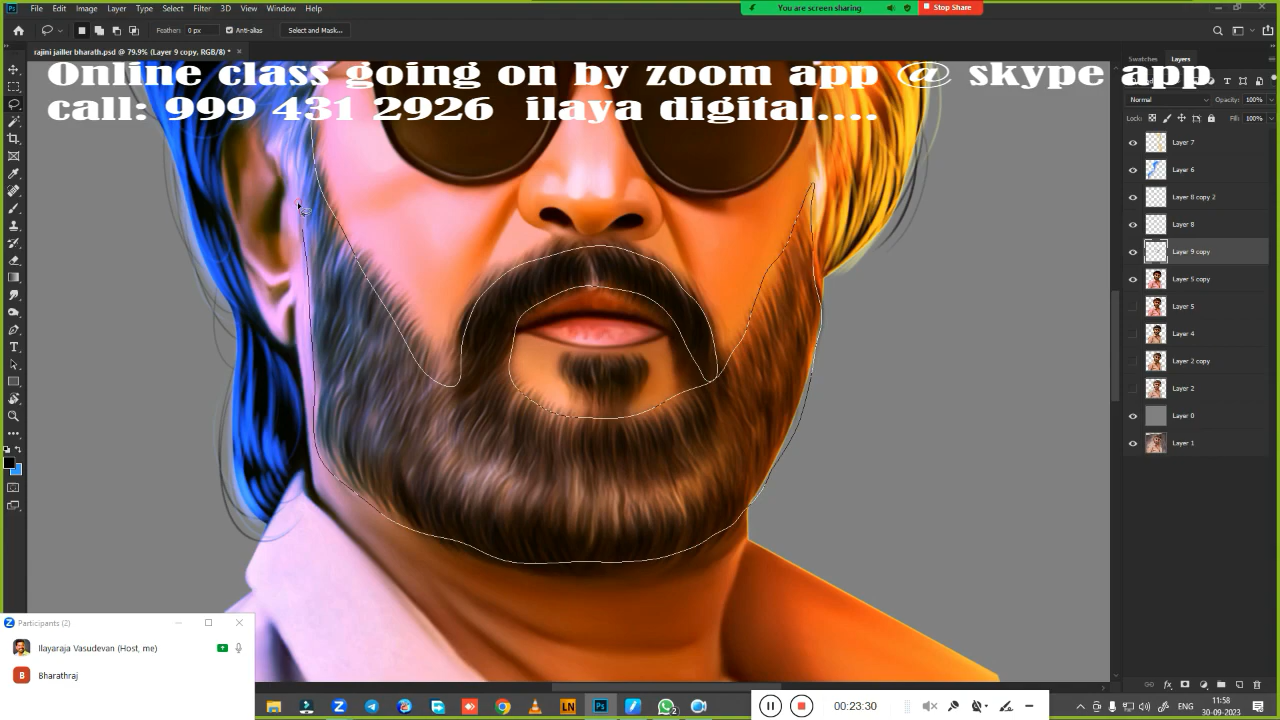 File Edit Image Layer Type Select Filter 3D View Window Help
You are screen sharing
Stop Share
Feather: 0 px
Anti-alias
Select and Mask...
rajini jailler bharath.psd @ 79.9% (Layer 9 copy, RGB/8) *
Swatches Layers
Online class going on by zoom app @ skype app
call: 999 431 2926 ilaya digital....
Normal Opacity: 100%
Lock: Fill: 100%
Layer 7
Layer 6
Layer 8 copy 2
Layer 8
Layer 9 copy
Layer 5 copy
Layer 5
Layer 4
Layer 2 copy
Layer 2
Layer 0
Layer 1
Participants (2)
Ilayaraja Vasudevan (Host, me)
B Bharathraj
00:23:30
ENG
11:58
30-09-2023